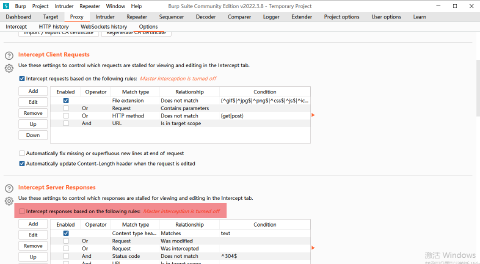 Burp Project Intruder Repeater Window Help Burp Suite Community Edition v2022.3.8 - Temporary Project
Dashboard Target Proxy Intruder Repeater Sequencer Decoder Comparer Logger Extender Project options User options Learn
Intercept HTTP history WebSockets history Options
Import / export CA certificate Regenerate CA certificate
Intercept Client Requests
Use these settings to control which requests are stalled for viewing and editing in the Intercept tab.
Intercept requests based on the following rules: Master interception is turned off
Add Enabled Operator Match type Relationship Condition
Edit File extension Does not match (^gif$|^jpg$|^png$|^css$|^js$|^ic...
Remove Or Request Contains parameters
Up Or HTTP method Does not match (get|post)
Down And URL Is in target scope
Automatically fix missing or superfluous new lines at end of request
Automatically update Content-Length header when the request is edited
Intercept Server Responses
Use these settings to control which responses are stalled for viewing and editing in the Intercept tab.
Intercept responses based on the following rules: Master interception is turned off
Add Enabled Operator Match type Relationship Condition
Edit Content type hea... Matches text
Remove Or Request Was modified
Up Or Request Was intercepted
Down And Status code Does not match ^304$
And URL Is in target scope
激活 Windows